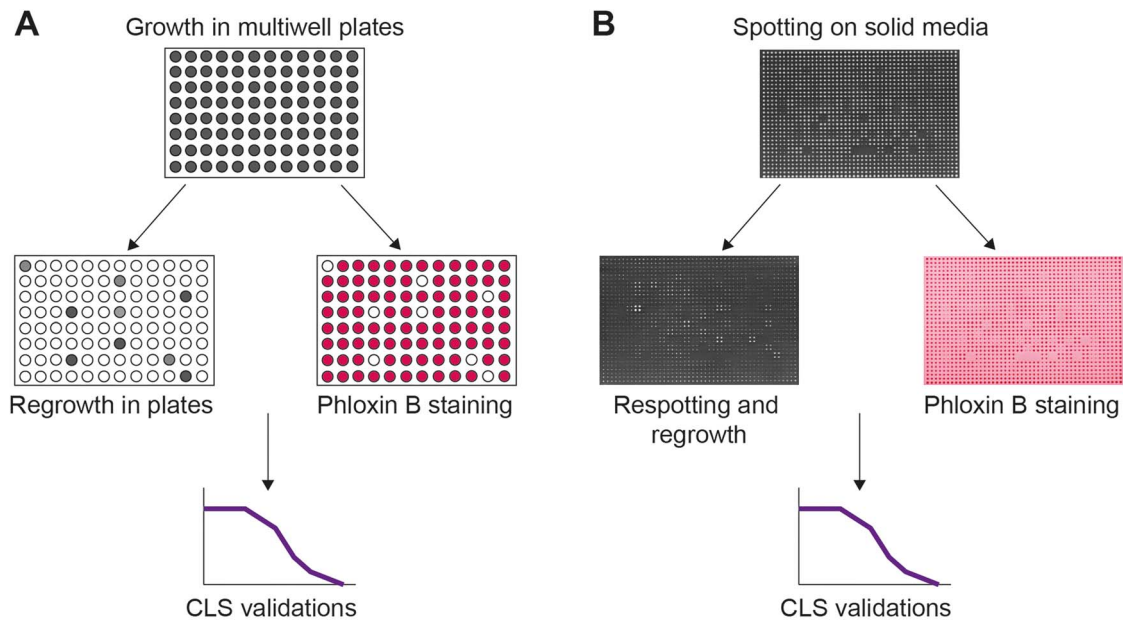 A
Growth in multiwell plates
Regrowth in plates
Phloxin B staining
CLS validations
B
Spotting on solid media
Respotting and
regrowth
Phloxin B staining
CLS validations